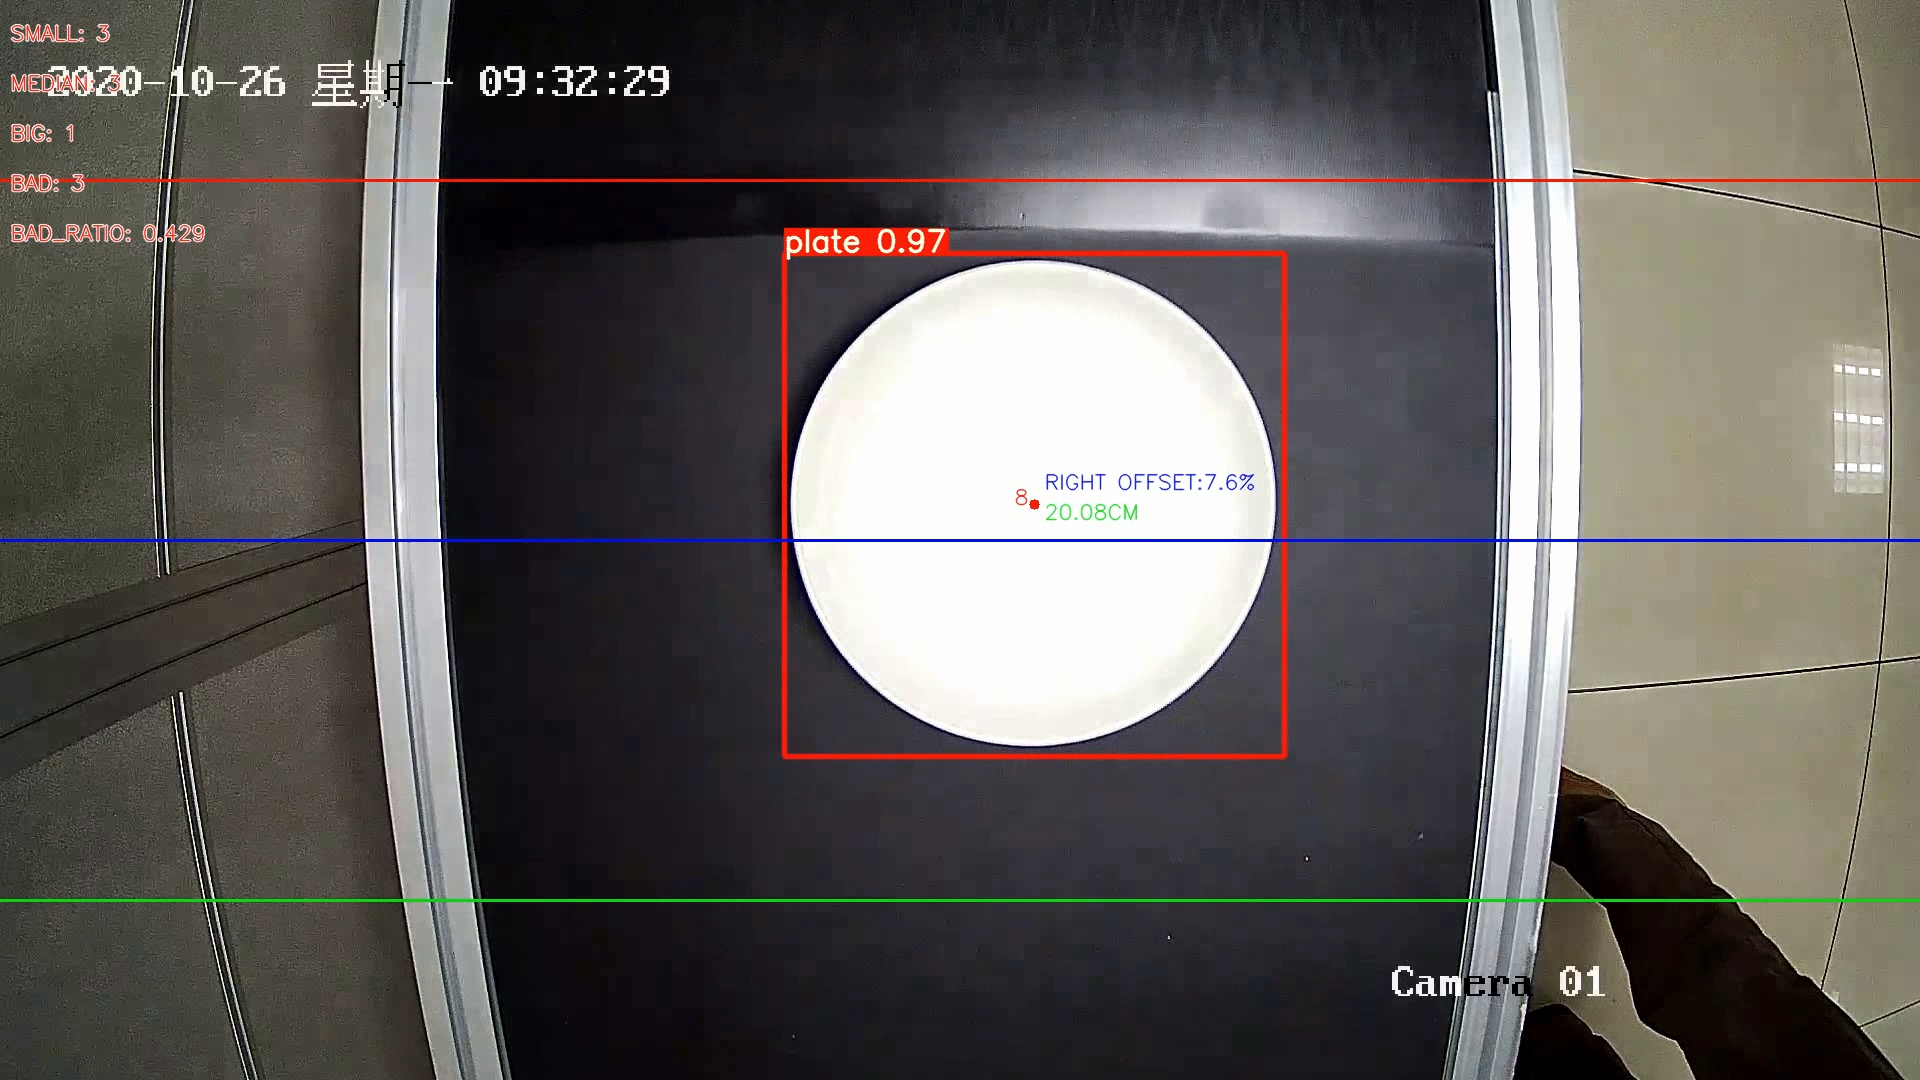 SMALL: 3
2020-10-26 星期一 09:32:29
MEDIAN: 3
BIG: 1
BAD: 3
BAD_RATIO: 0.429
plate 0.97
RIGHT OFFSET:7.6%
8
20.08CM
Camera 01